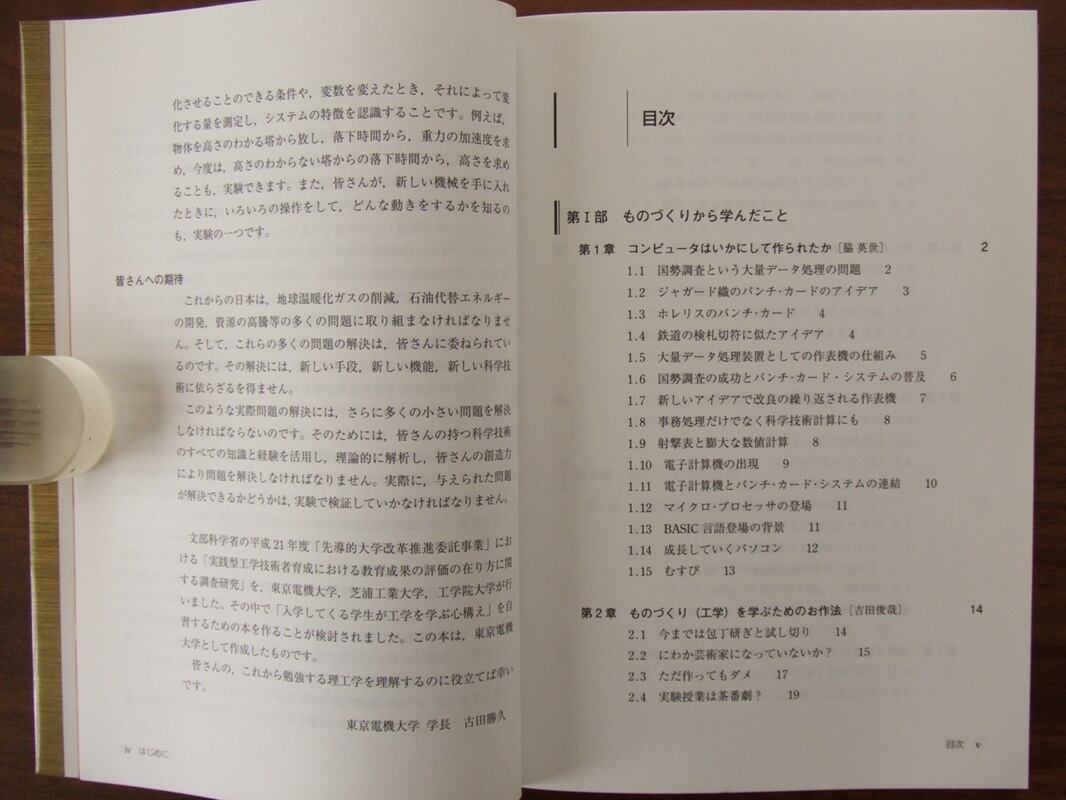 化させることのできる条件や，変数を変えたとき，それによって変
化する量を測定し，システムの特徴を認識することです。例えば，
物体を高さのわかる塔から放し，落下時間から，重力の加速度を求
め，今度は，高さのわからない塔からの落下時間から，高さを求め
ることも，実験できます。また，皆さんが，新しい機械を手に入れ
たときに，いろいろの操作をして，どんな動きをするかを知るの
も，実験の一つです。
皆さんへの期待
これからの日本は，地球温暖化ガスの削減，石油代替エネルギー
の開発，資源の高騰等の多くの問題に取り組まなければなりませ
ん。そして，これらの多くの問題の解決は，皆さんに委ねられてい
るのです。その解決には，新しい手段，新しい機能，新しい科学技
術に依らざるを得ません。
このような実際問題の解決には，さらに多くの小さい問題を解決
しなければならないのです。そのためには，皆さんの持つ科学技術
のすべての知識と経験を活用し，理論的に解析し，皆さんの創造力
により問題を解決しなければなりません。実際に，与えられた問題
が解決できるかどうかは，実験で検証していかなければなりません。
文部科学省の平成 21 年度「先導的大学改革推進委託事業」にお
ける「実践型工学技術者育成における教育成果の評価の在り方に関
する調査研究」を，東京電機大学，芝浦工業大学，工学院大学が行
いました。その中で「入学してくる学生が工学を学ぶ心構え」を自
習するための本を作ることが検討されました。この本は，東京電機
大学として作成したものです。
皆さんの，これから勉強する理工学を理解するのに役立てば幸い
です。
東京電機大学 学長　古田勝久
iv　はじめに
目次
第Ⅰ部　ものづくりから学んだこと
第1章　コンピュータはいかにして作られたか［脇 英世］　2
1.1　国勢調査という大量データ処理の問題　2
1.2　ジャガード織のパンチ・カードのアイデア　3
1.3　ホレリスのパンチ・カード　4
1.4　鉄道の検札切符に似たアイデア　4
1.5　大量データ処理装置としての作表機の仕組み　5
1.6　国勢調査の成功とパンチ・カード・システムの普及　6
1.7　新しいアイデアで改良の繰り返される作表機　7
1.8　事務処理だけでなく科学技術計算にも　8
1.9　射撃表と膨大な数値計算　8
1.10　電子計算機の出現　9
1.11　電子計算機とパンチ・カード・システムの連結　10
1.12　マイクロ・プロセッサの登場　11
1.13　BASIC 言語登場の背景　11
1.14　成長していくパソコン　12
1.15　むすび　13
第2章　ものづくり（工学）を学ぶためのお作法［吉田俊哉］　14
2.1　今までは包丁研ぎと試し切り　14
2.2　にわか芸術家になっていないか？　15
2.3　ただ作ってもダメ　17
2.4　実験授業は茶番劇？　19
目次　v